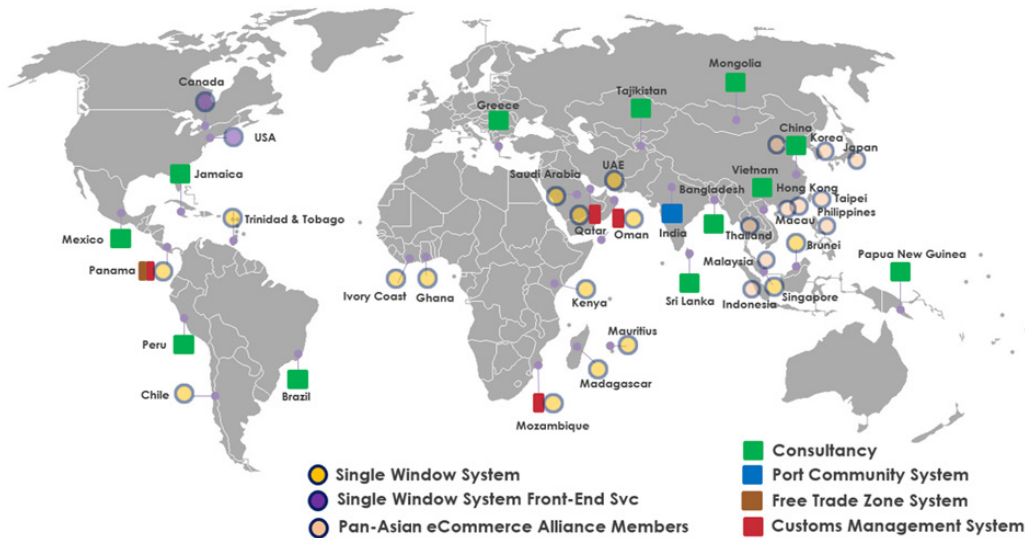 Canada
USA
Jamaica
Trinidad & Tobago
Mexico
Panama
Peru
Chile
Brazil
Greece
Tajikistan
Mongolia
China
Korea
Japan
Saudi Arabia
UAE
Qatar
Oman
India
Bangladesh
Vietnam
Hong Kong
Taipei
Macau
Philippines
Thailand
Brunei
Malaysia
Papua New Guinea
Ivory Coast
Ghana
Kenya
Sri Lanka
Indonesia
Singapore
Mauritius
Madagascar
Mozambique
Single Window System
Single Window System Front-End Svc
Pan-Asian eCommerce Alliance Members
Consultancy
Port Community System
Free Trade Zone System
Customs Management System